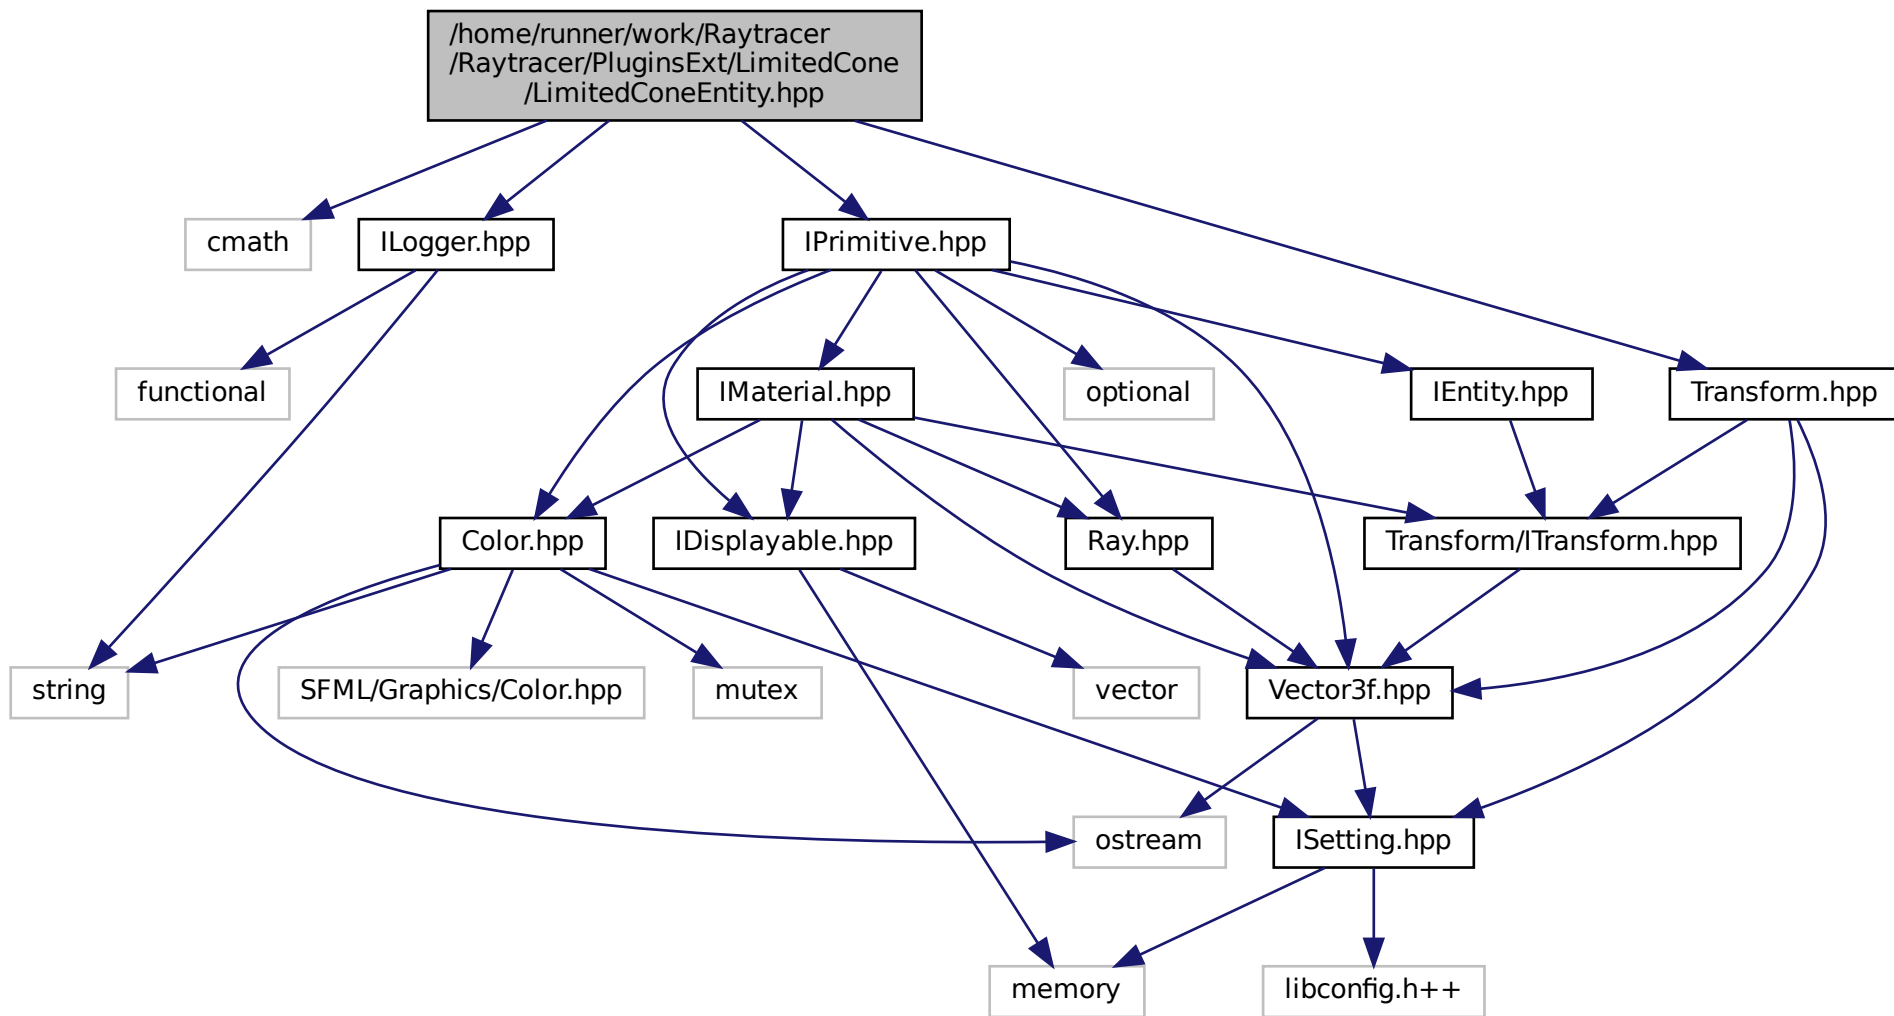 /home/runner/work/Raytracer
/Raytracer/PluginsExt/LimitedCone
/LimitedConeEntity.hpp
cmath
ILogger.hpp
IPrimitive.hpp
functional
IMaterial.hpp
optional
IEntity.hpp
Transform.hpp
Color.hpp
IDisplayable.hpp
Ray.hpp
Transform/ITransform.hpp
string
SFML/Graphics/Color.hpp
mutex
vector
Vector3f.hpp
ostream
ISetting.hpp
memory
libconfig.h++